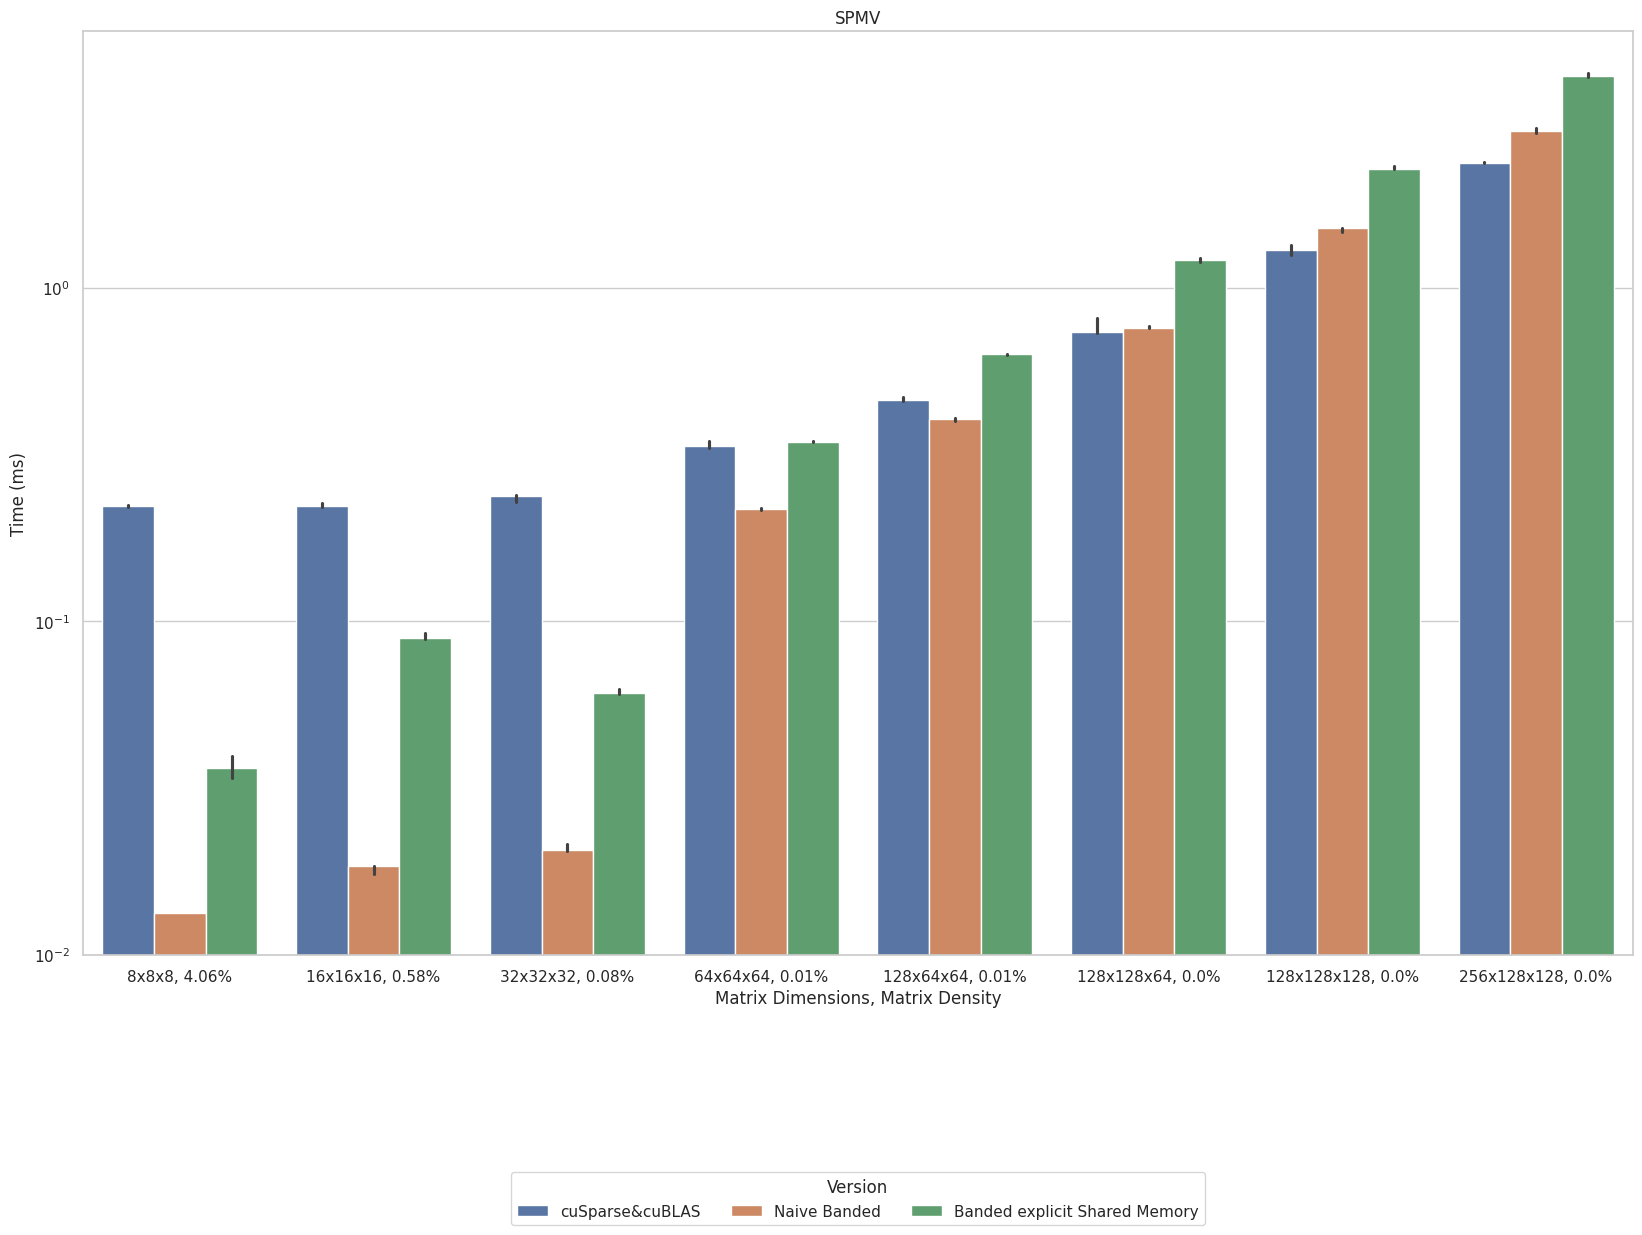 SPMV
Time (ms)
10⁰
10⁻¹
10⁻²
8x8x8, 4.06% 16x16x16, 0.58% 32x32x32, 0.08% 64x64x64, 0.01% 128x64x64, 0.01% 128x128x64, 0.0% 128x128x128, 0.0% 256x128x128, 0.0%
Matrix Dimensions, Matrix Density
Version
cuSparse&cuBLAS Naive Banded Banded explicit Shared Memory